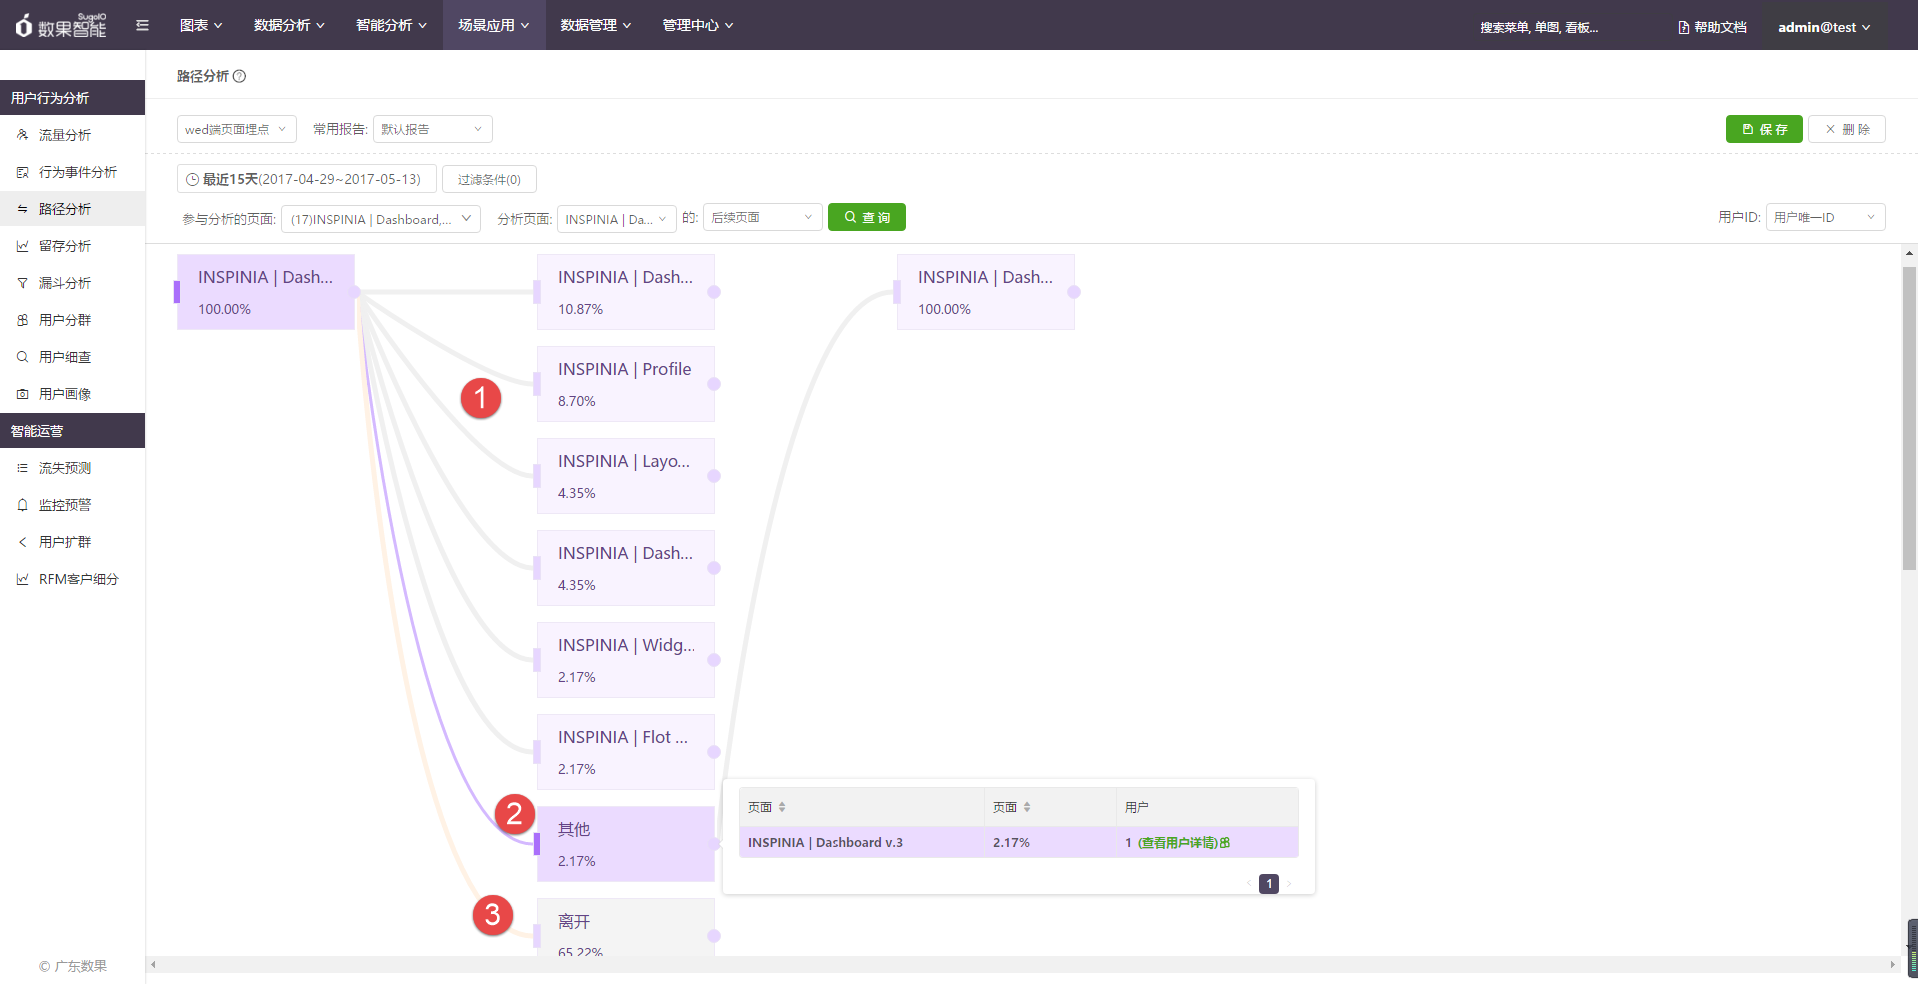 SugoIO
数果智能
图表
数据分析
智能分析
场景应用
数据管理
管理中心
搜索菜单, 单图, 看板...
帮助文档
admin@test
用户行为分析
流量分析
行为事件分析
路径分析
留存分析
漏斗分析
用户分群
用户细查
用户画像
智能运营
流失预测
监控预警
用户扩群
RFM客户细分
© 广东数果
路径分析
wed端页面埋点
常用报告:
默认报告
保存
删除
最近15天(2017-04-29~2017-05-13)
过滤条件(0)
参与分析的页面:
(17)INSPINIA | Dashboard,...
分析页面:
INSPINIA | Da...
的:
后续页面
查询
用户ID:
用户唯一ID
INSPINIA | Dash...
100.00%
INSPINIA | Dash...
10.87%
INSPINIA | Dash...
100.00%
INSPINIA | Profile
8.70%
1
INSPINIA | Layo...
4.35%
INSPINIA | Dash...
4.35%
INSPINIA | Widg...
2.17%
INSPINIA | Flot ...
2.17%
2
其他
2.17%
页面
页面
用户
INSPINIA | Dashboard v.3
2.17%
1 (查看用户详情)
1
3
离开
65.22%